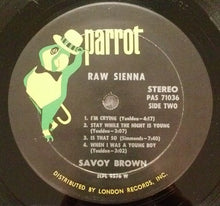 parrot
RAW SIENNA
STEREO
PAS 71036
SIDE TWO
1. I'M CRYING (Youlden—4:17)
2. STAY WHILE THE NIGHT IS YOUNG
(Youlden—3:07)
3. IS THAT SO (Simmonds—7:40)
4. WHEN I WAS A YOUNG BOY
(Youlden—3:02)
SAVOY BROWN
DISTRIBUTED BY LONDON RECORDS, INC.